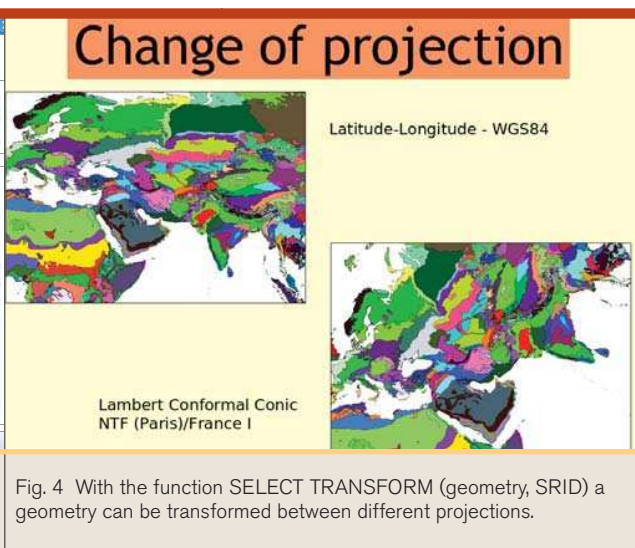 Change of projection
Latitude-Longitude - WGS84
Lambert Conformal Conic
NTF (Paris)/France I
Fig. 4 With the function SELECT TRANSFORM (geometry, SRID) a
geometry can be transformed between different projections.